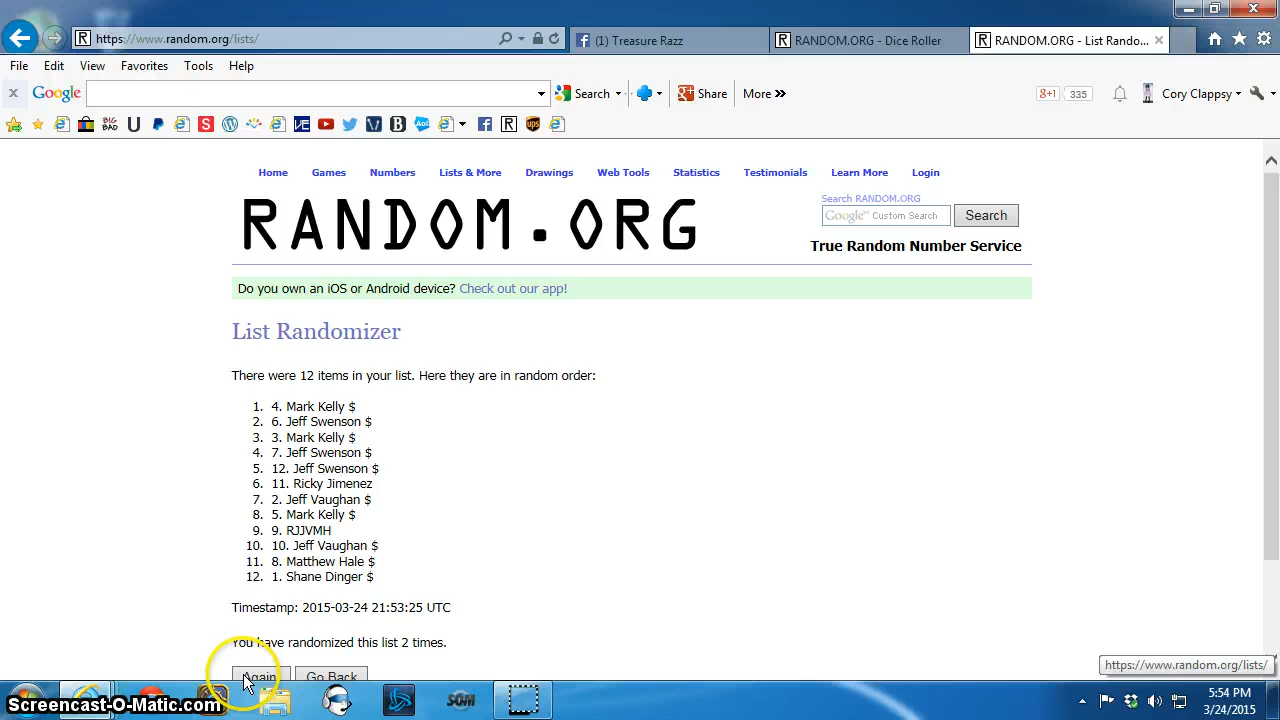 https://www.random.org/lists/
(1) Treasure Razz
RANDOM.ORG - Dice Roller
RANDOM.ORG - List Rando...
File Edit View Favorites Tools Help
Google Search Share More »
+1 335 Cory Clappsy
Home Games Numbers Lists & More Drawings Web Tools Statistics Testimonials Learn More Login
RANDOM.ORG
Search RANDOM.ORG
Google™ Custom Search Search
True Random Number Service
Do you own an iOS or Android device? Check out our app!
List Randomizer
There were 12 items in your list. Here they are in random order:
1. 4. Mark Kelly $
2. 6. Jeff Swenson $
3. 3. Mark Kelly $
4. 7. Jeff Swenson $
5. 12. Jeff Swenson $
6. 11. Ricky Jimenez
7. 2. Jeff Vaughan $
8. 5. Mark Kelly $
9. 9. RJJVMH
10. 10. Jeff Vaughan $
11. 8. Matthew Hale $
12. 1. Shane Dinger $
Timestamp: 2015-03-24 21:53:25 UTC
You have randomized this list 2 times.
Again Go Back
https://www.random.org/lists/
Screencast-O-Matic.com
SOM
5:54 PM
3/24/2015